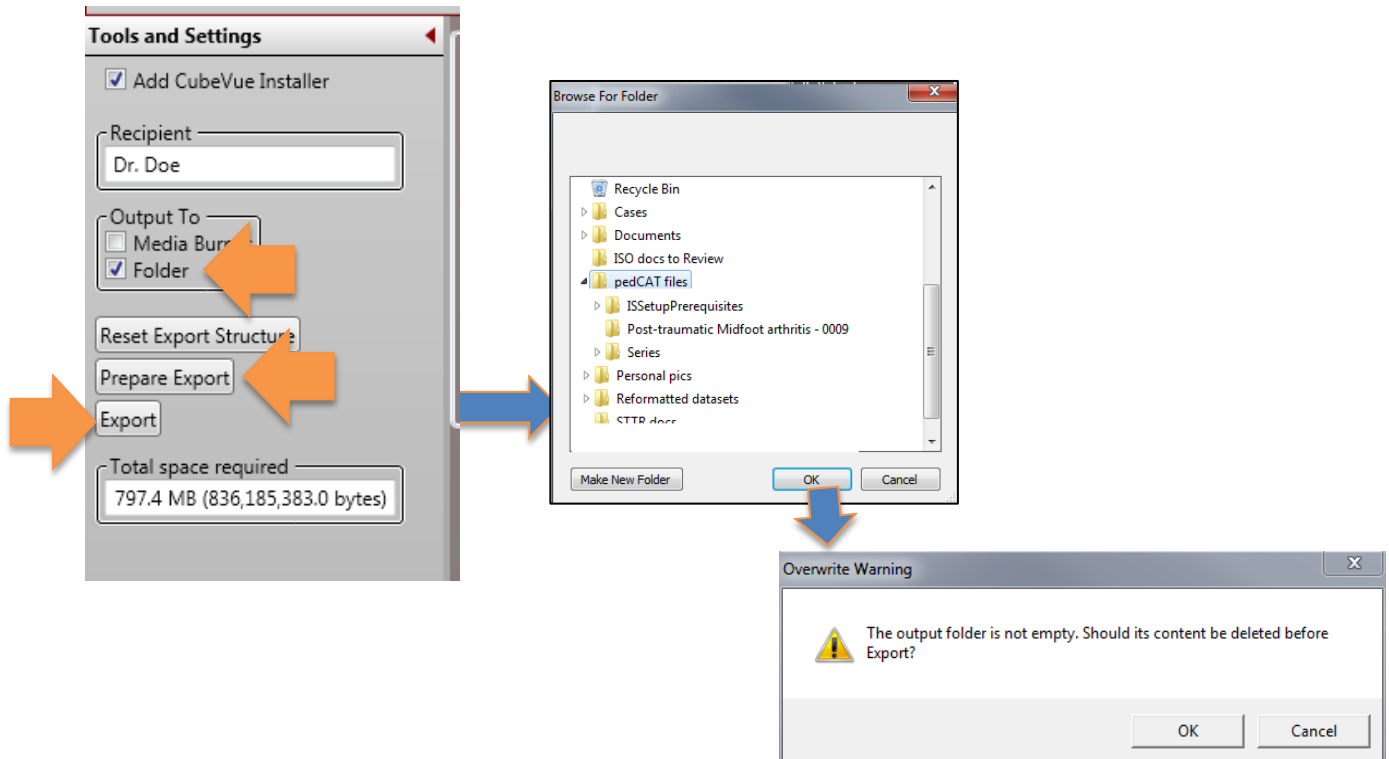 Tools and Settings
Add CubeVue Installer
Recipient
Dr. Doe
Output To
Media
Folder
Reset Export Structure
Prepare Export
Export
Total space required
797.4 MB (836,185,383.0 bytes)
Browse For Folder
Recycle Bin
Cases
Documents
ISO docs to Review
pedCAT files
ISSetupPrerequisites
Post-traumatic Midfoot arthritis - 0009
Series
Personal pics
Reformatted datasets
STTR docs
Make New Folder
OK
Cancel
Overwrite Warning
The output folder is not empty. Should its content be deleted before
Export?
OK
Cancel